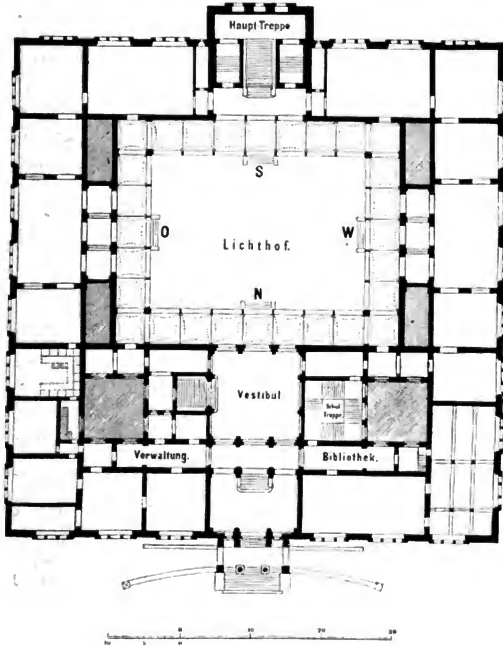 Haupt Treppe
S
O
W
Lichthof.
N
Vestibul
Schul
Treppe
Verwaltung.
Bibliothek.
0
10
20
30